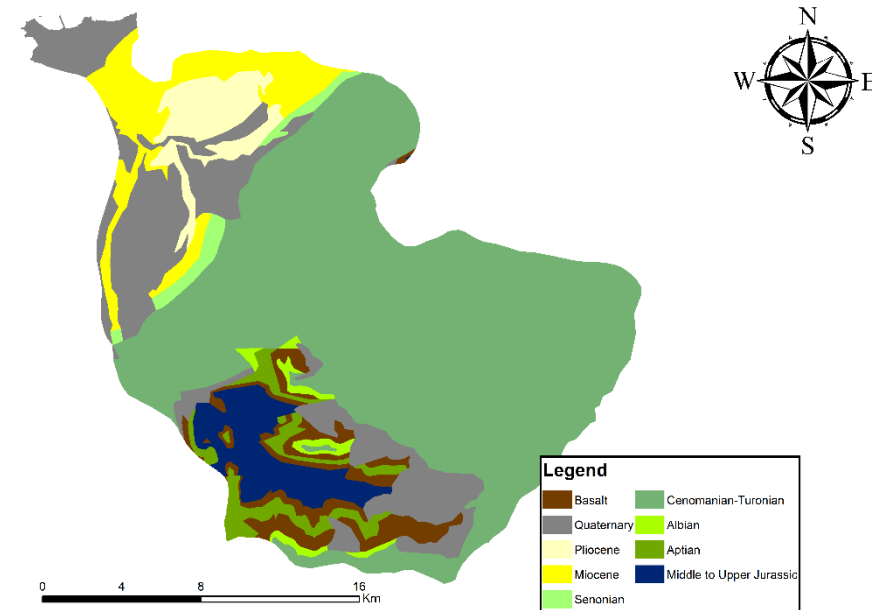 N
W E
S
Legend
Basalt Cenomanian-Turonian
Quaternary Albian
Pliocene Aptian
Miocene Middle to Upper Jurassic
Senonian
0 4 8 16
Km